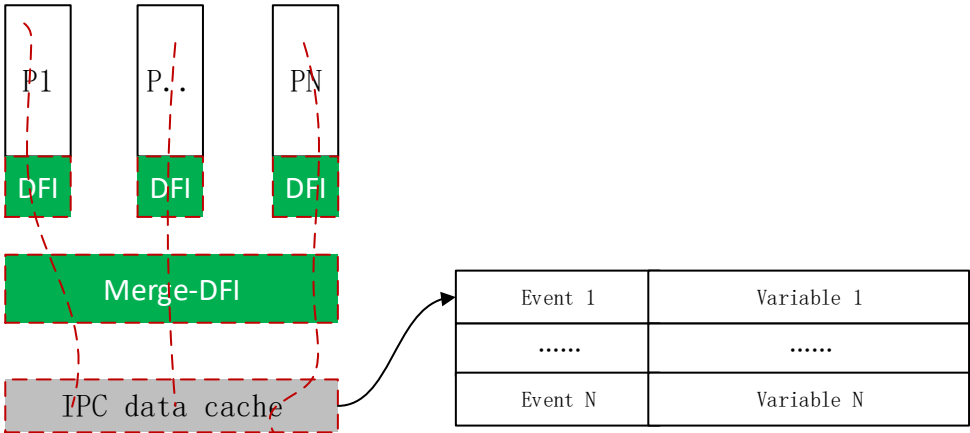 P1
P..
PN
DFI
DFI
DFI
Merge-DFI
IPC data cache
Event 1
Variable 1
……
……
Event N
Variable N